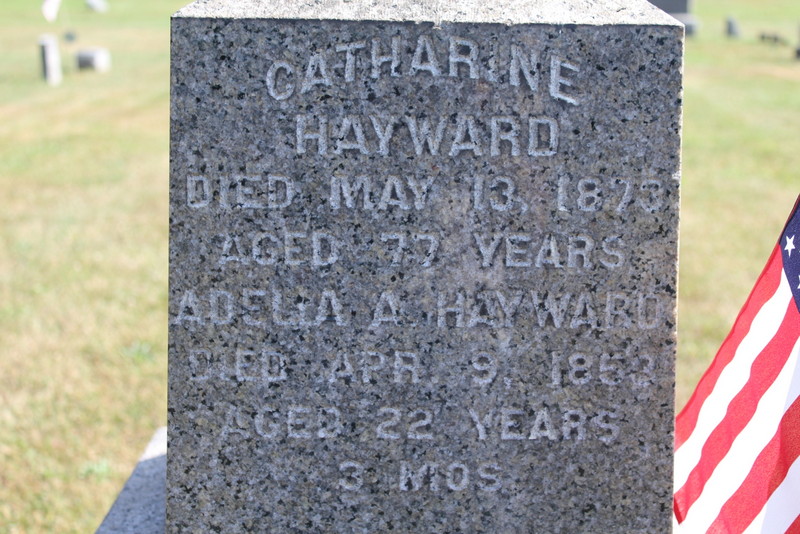 CATHARINE
HAYWARD
DIED MAY 13, 1873
AGED 77 YEARS
ADELIA A. HAYWARD
DIED APR. 9,
AGED 22 YEARS
3 MOS.